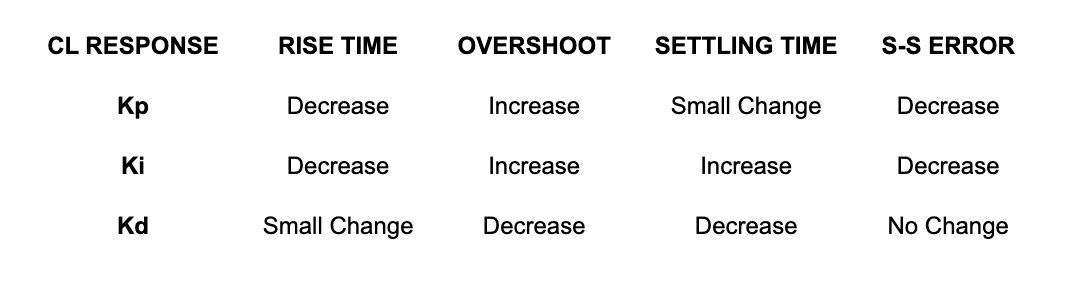 CL RESPONSE RISE TIME OVERSHOOT SETTLING TIME S-S ERROR
Kp Decrease Increase Small Change Decrease
Ki Decrease Increase Increase Decrease
Kd Small Change Decrease Decrease No Change